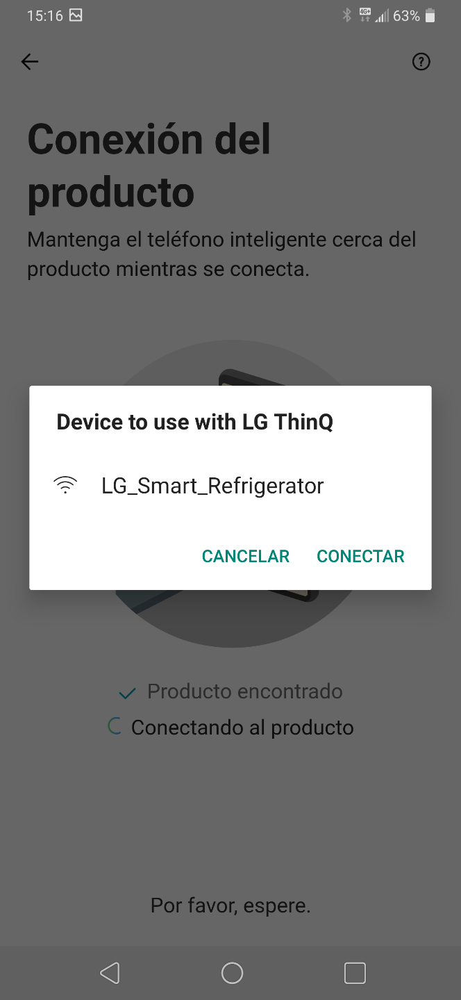 15:16 4G+ 63%
Conexión del
producto
Mantenga el teléfono inteligente cerca del
producto mientras se conecta.
Device to use with LG ThinQ
LG_Smart_Refrigerator
CANCELAR CONECTAR
Producto encontrado
Conectando al producto
Por favor, espere.